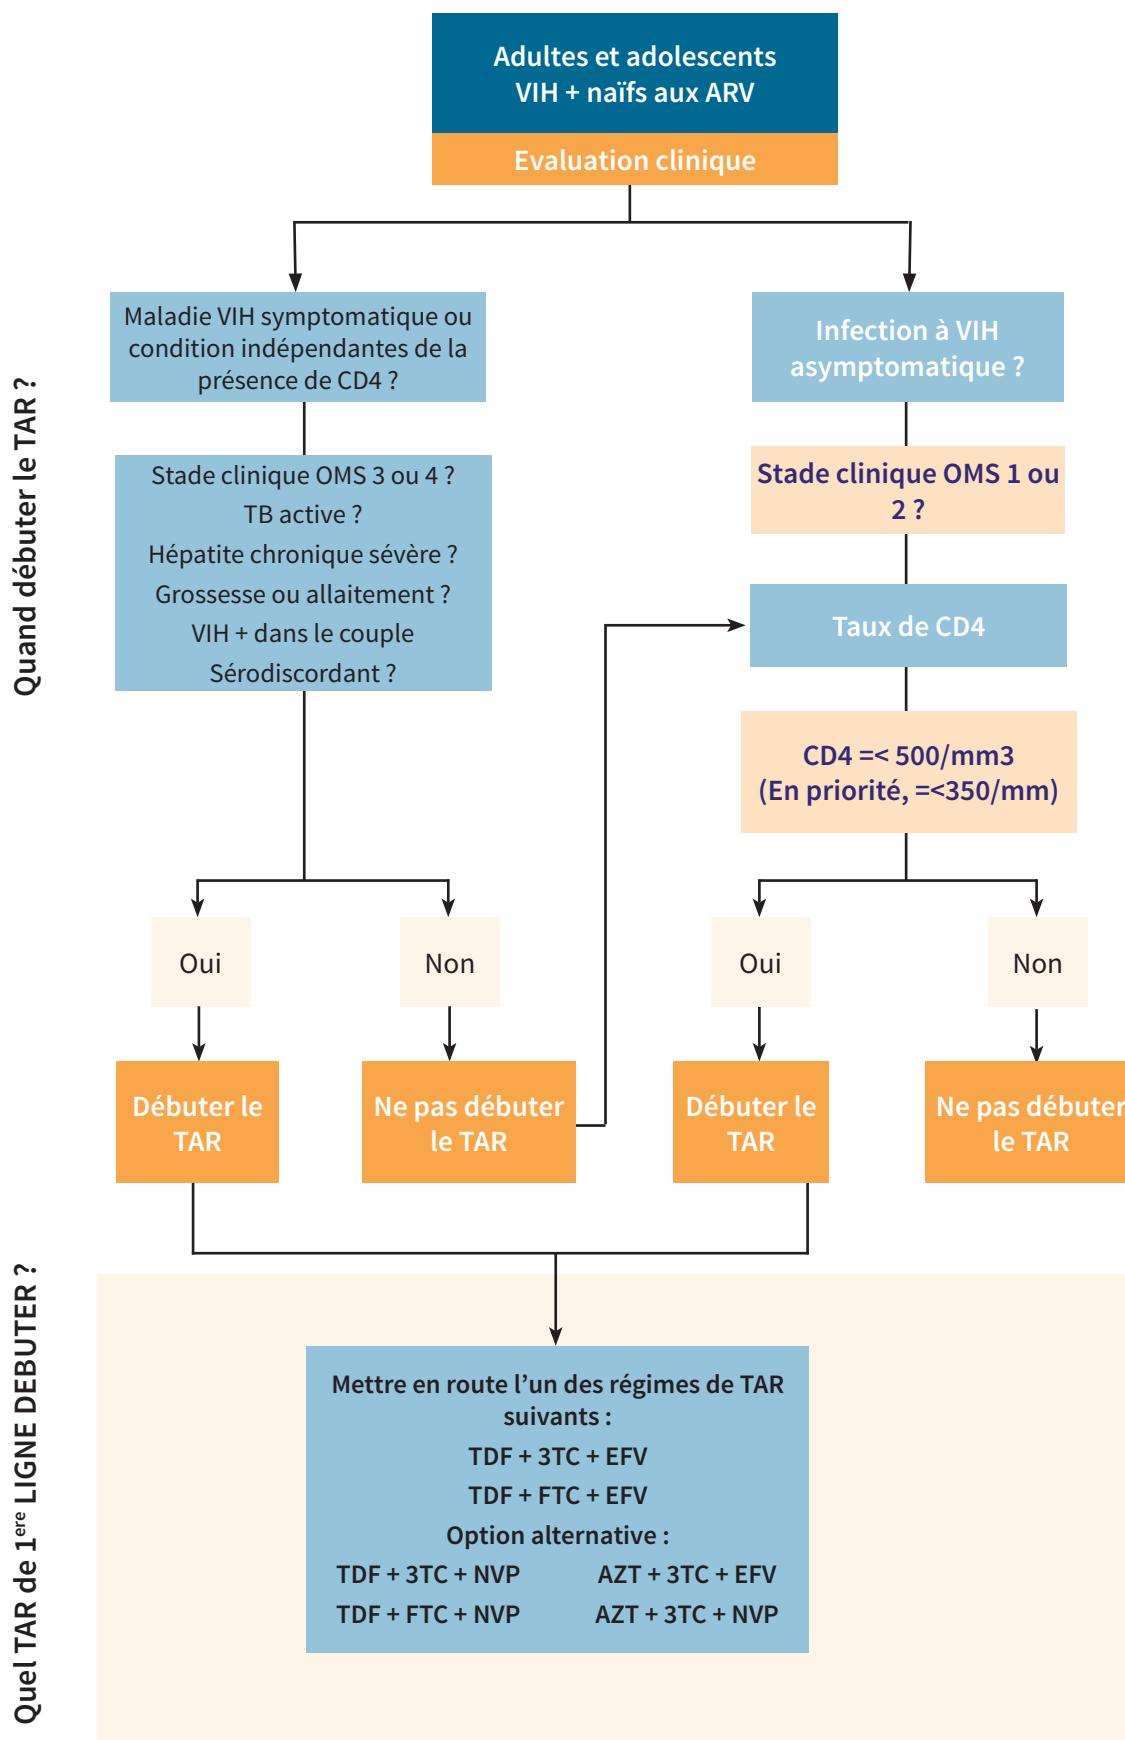 Adultes et adolescents
VIH + naïfs aux ARV
Evaluation clinique
Quand débuter le TAR ?
Maladie VIH symptomatique ou
condition indépendantes de la
présence de CD4 ?
Infection à VIH
asymptomatique ?
Stade clinique OMS 3 ou 4 ?
TB active ?
Hépatite chronique sévère ?
Grossesse ou allaitement ?
VIH + dans le couple
Sérodiscordant ?
Stade clinique OMS 1 ou
2 ?
Taux de CD4
CD4 =< 500/mm3
(En priorité, =<350/mm)
Oui
Non
Oui
Non
Débuter le
TAR
Ne pas débuter
le TAR
Débuter le
TAR
Ne pas débuter
le TAR
Quel TAR de 1ere LIGNE DEBUTER ?
Mettre en route l’un des régimes de TAR
suivants :
TDF + 3TC + EFV
TDF + FTC + EFV
Option alternative :
TDF + 3TC + NVP AZT + 3TC + EFV
TDF + FTC + NVP AZT + 3TC + NVP